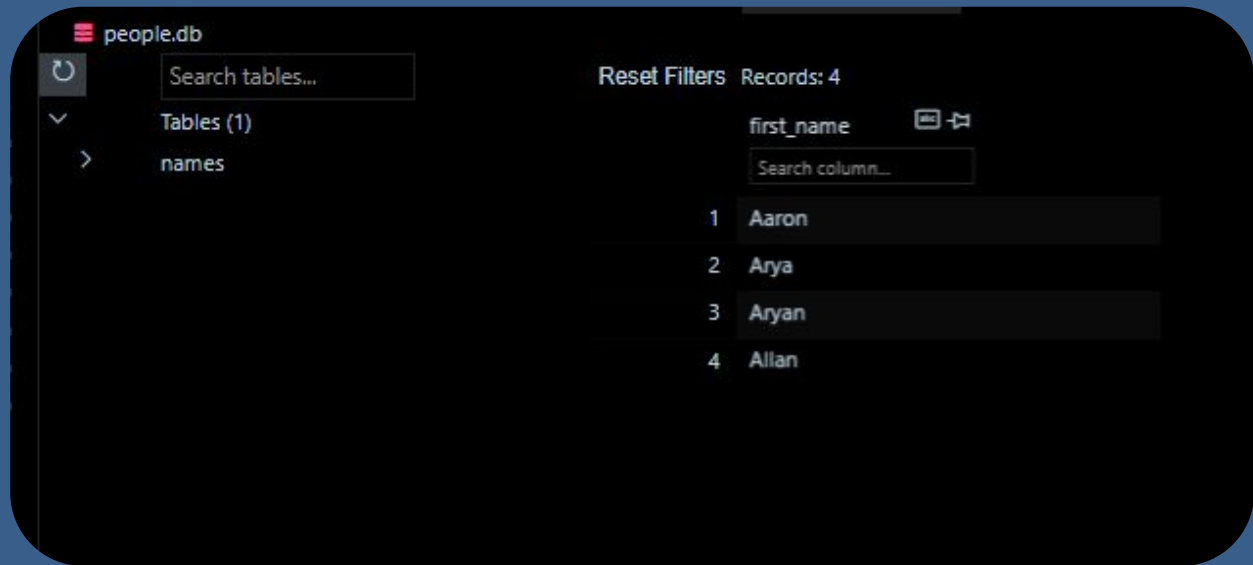 people.db
Search tables...
Reset Filters Records: 4
Tables (1)
first_name
names
Search column...
1 Aaron
2 Arya
3 Aryan
4 Allan